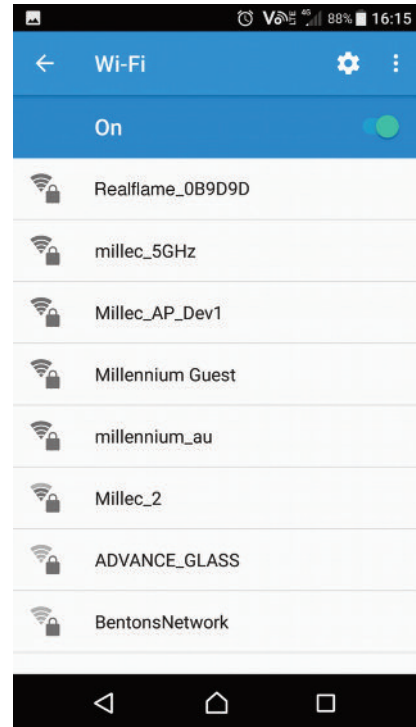 88% 16:15
Wi-Fi
On
Realflame_0B9D9D
millec_5GHz
Millec_AP_Dev1
Millennium Guest
millennium_au
Millec_2
ADVANCE_GLASS
BentonsNetwork